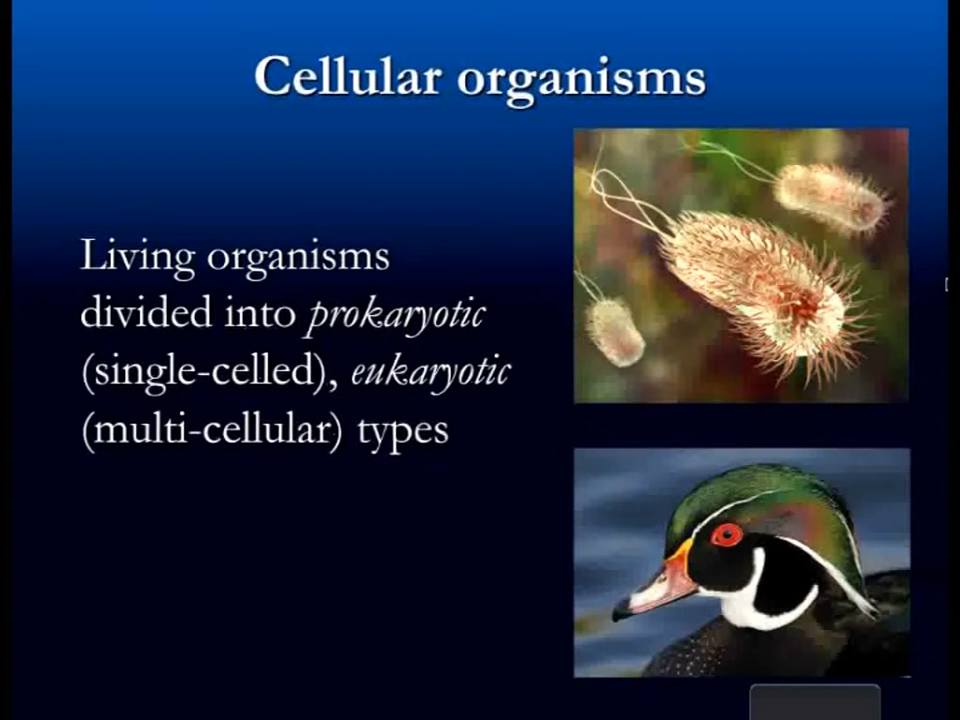 Cellular organisms
Living organisms
divided into prokaryotic
(single-celled), eukaryotic
(multi-cellular) types